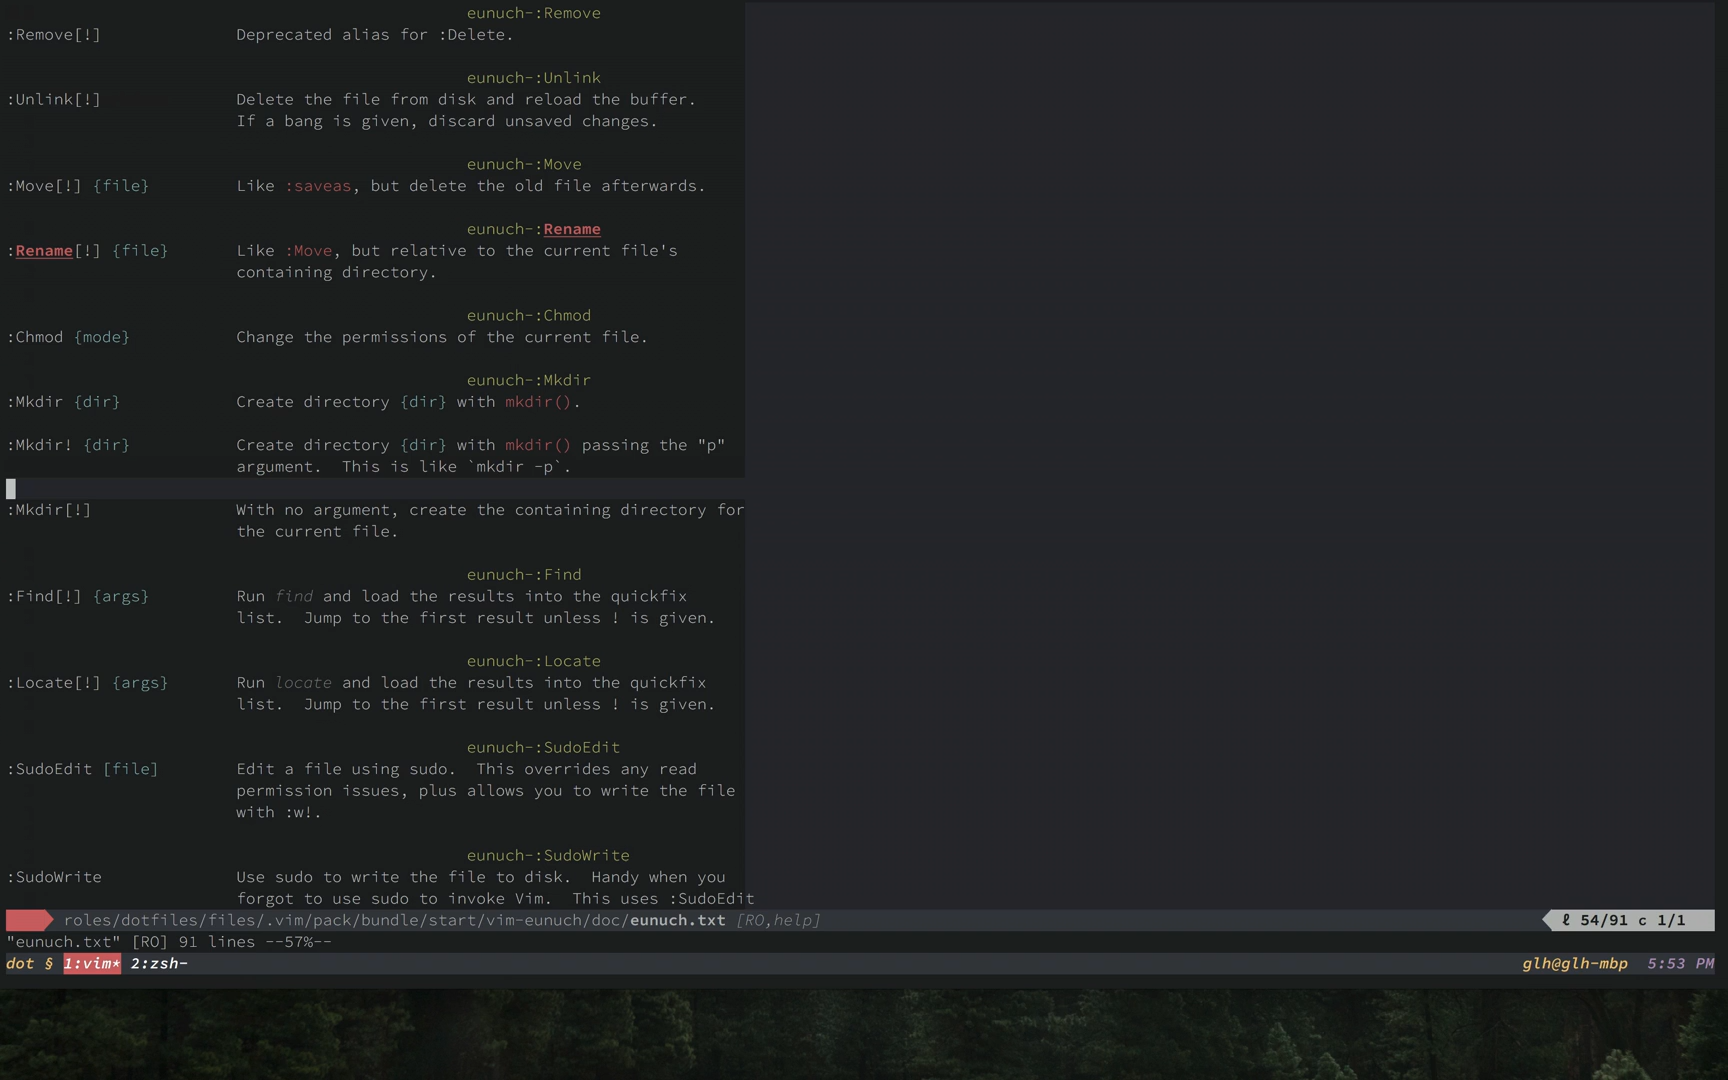 eunuch-:Remove
:Remove[!] Deprecated alias for :Delete.
eunuch-:Unlink
:Unlink[!] Delete the file from disk and reload the buffer.
If a bang is given, discard unsaved changes.
eunuch-:Move
:Move[!] {file} Like :saveas, but delete the old file afterwards.
eunuch-:Rename
:Rename[!] {file} Like :Move, but relative to the current file's
containing directory.
eunuch-:Chmod
:Chmod {mode} Change the permissions of the current file.
eunuch-:Mkdir
:Mkdir {dir} Create directory {dir} with mkdir().
:Mkdir! {dir} Create directory {dir} with mkdir() passing the "p"
argument. This is like `mkdir -p`.
:Mkdir[!] With no argument, create the containing directory for
the current file.
eunuch-:Find
:Find[!] {args} Run find and load the results into the quickfix
list. Jump to the first result unless ! is given.
eunuch-:Locate
:Locate[!] {args} Run locate and load the results into the quickfix
list. Jump to the first result unless ! is given.
eunuch-:SudoEdit
:SudoEdit [file] Edit a file using sudo. This overrides any read
permission issues, plus allows you to write the file
with :w!.
eunuch-:SudoWrite
:SudoWrite Use sudo to write the file to disk. Handy when you
forgot to use sudo to invoke Vim. This uses :SudoEdit
roles/dotfiles/files/.vim/pack/bundle/start/vim-eunuch/doc/eunuch.txt [RO,help] ℓ 54/91 c 1/1
"eunuch.txt" [RO] 91 lines --57%--
dot § 1:vim* 2:zsh- glh@glh-mbp 5:53 PM